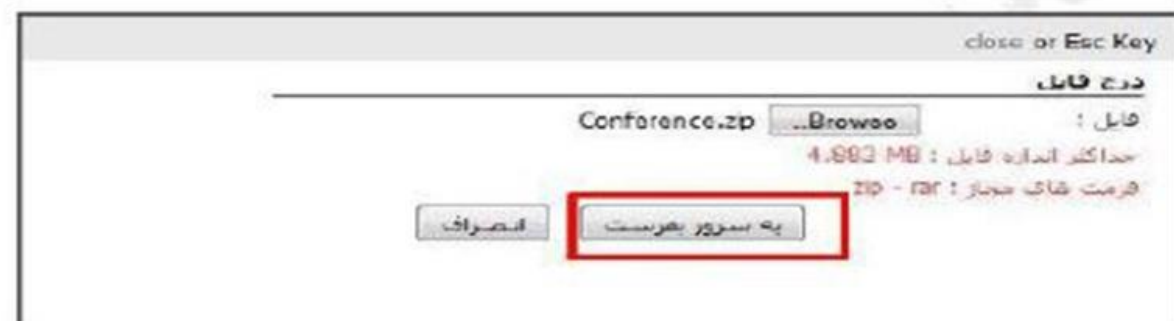 close or Esc Key
درج فایل
فایل : Browse.. Conference.zip
حداکثر اندازه فایل : 4.883 MB
فرمت های مجاز : zip - rar
به سرور بفرست انصراف